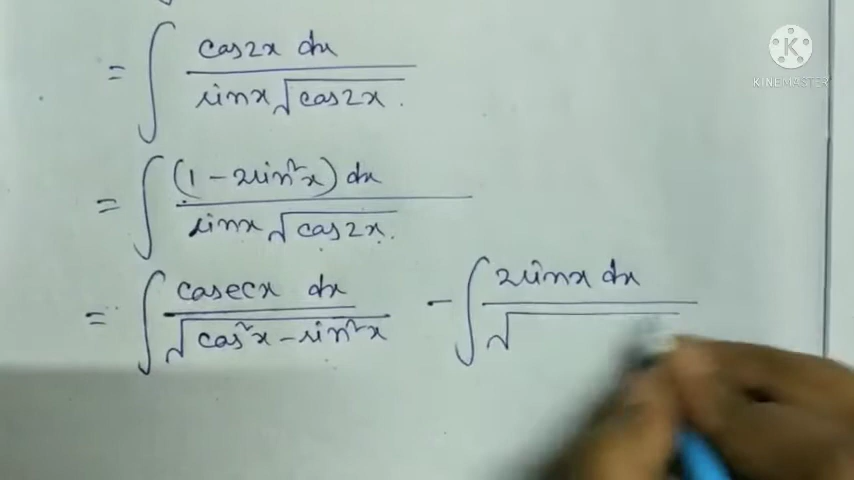 = ∫ cos2x dx / sinx √cos2x .
K
KINEMASTER
= ∫ (1 - 2sin²x) dx / sinx √cos2x .
= ∫ cosecx dx / √cos²x - sin²x - ∫ 2sinx dx / √